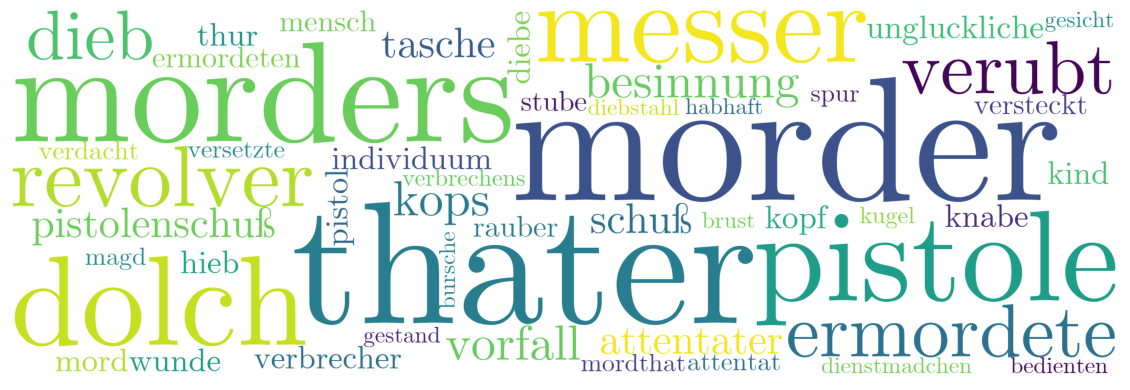 dieb
thur
mensch
ermordeten
tasche
diebe
messer
ungluckliche
gesicht
morders
besinnung
verubt
stube
diebstahl
habhaft
spur
versteckt
morder
verdacht
versetzte
individuum
verbrechens
revolver
pistol
kind
kops
pistolenschuß
rauber
schuß
brust
kopf
kugel
knabe
thater
pistole
bursche
magd
hieb
dolch
gestand
vorfall
attentater
ermordete
mord
wunde
verbrecher
mordthat
attentat
dienstmadchen
bedienten